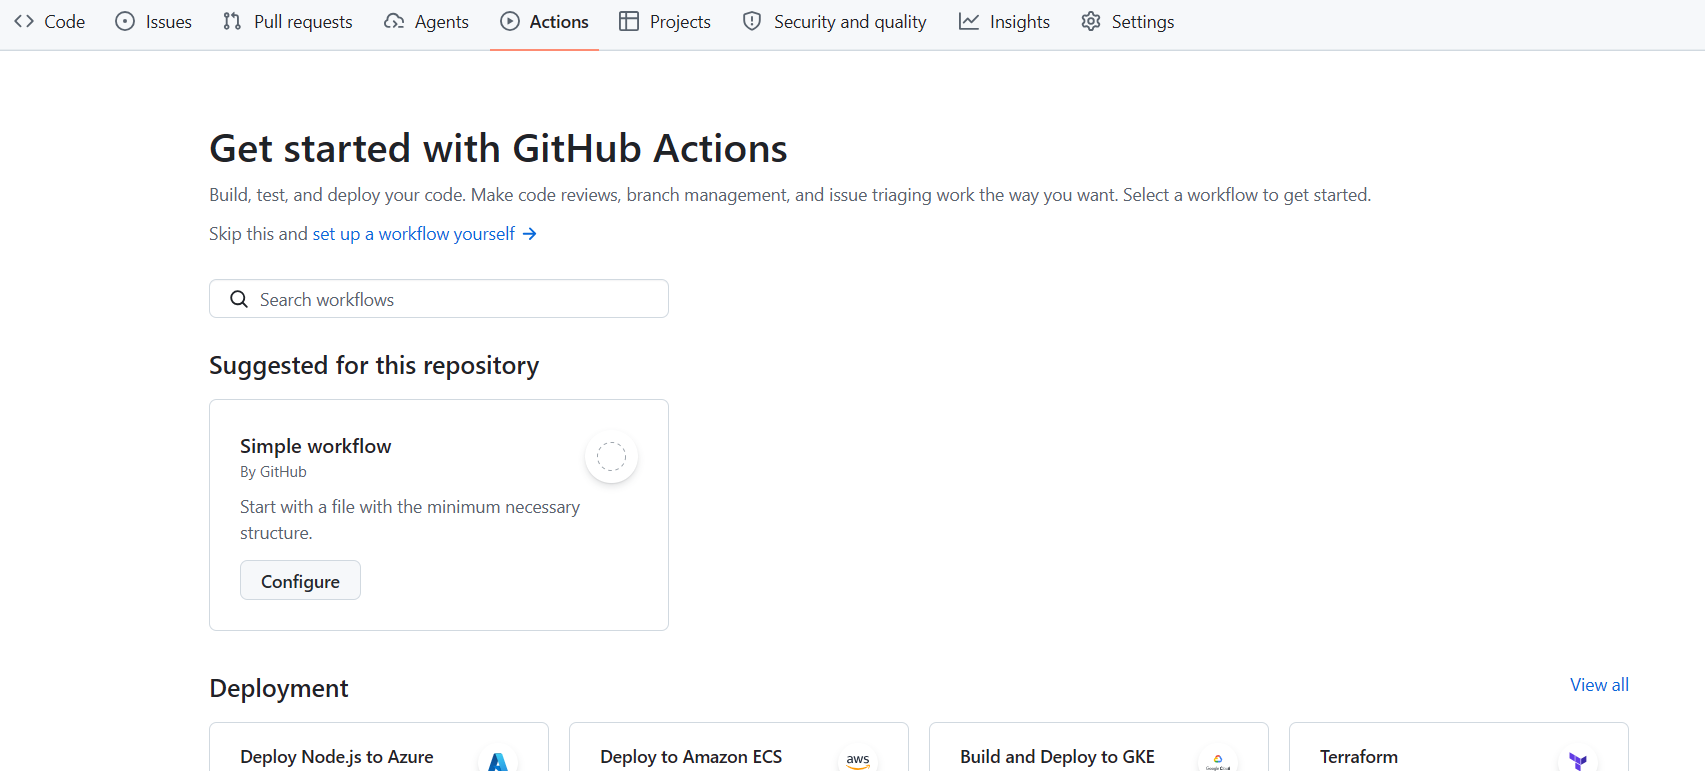 Code Issues Pull requests Agents Actions Projects Security and quality Insights Settings
Get started with GitHub Actions
Build, test, and deploy your code. Make code reviews, branch management, and issue triaging work the way you want. Select a workflow to get started.
Skip this and set up a workflow yourself →
Search workflows
Suggested for this repository
Simple workflow
By GitHub
Start with a file with the minimum necessary
structure.
Configure
Deployment View all
Deploy Node.js to Azure Deploy to Amazon ECS aws Build and Deploy to GKE Google Cloud Terraform